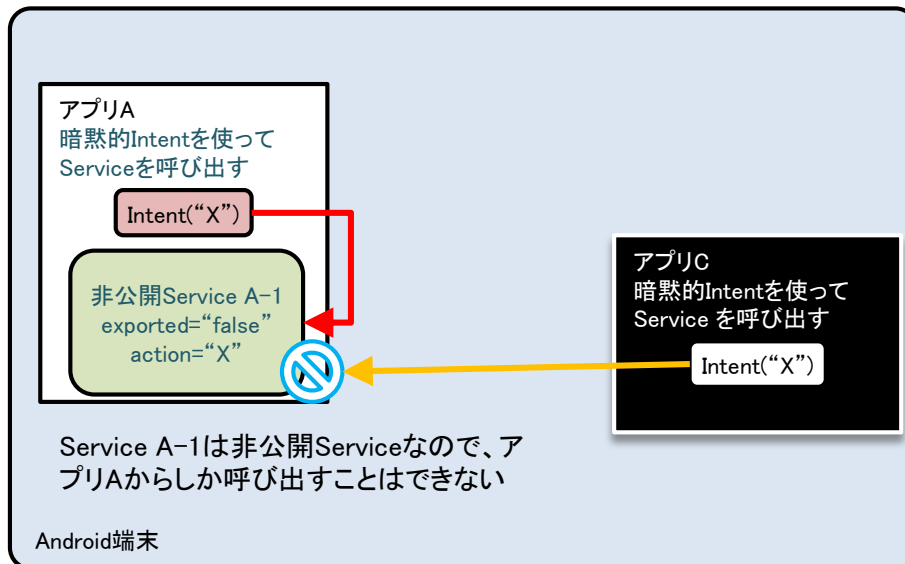 アプリA
暗黙的Intentを使って
Serviceを呼び出す
Intent(“X”)
非公開Service A-1
exported=“false”
action=“X”
アプリC
暗黙的Intentを使って
Service を呼び出す
Intent(“X”)
Service A-1は非公開Serviceなので、ア
プリAからしか呼び出すことはできない
Android端末